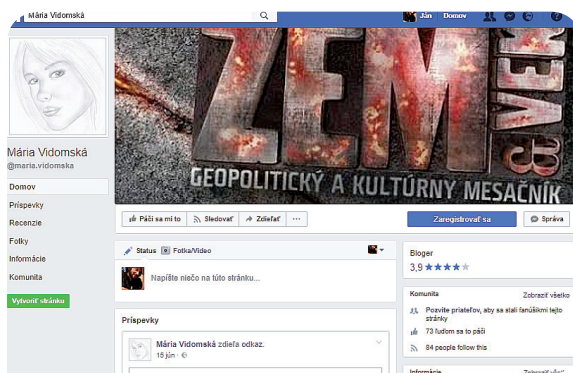 Mária Vidomská
Ján Domov
ZEM & VEK
GEOPOLITICKÝ A KULTÚRNY MESAČNÍK
Mária Vidomská
@maria.vidomska
Domov
Príspevky
Recenzie
Fotky
Informácie
Komunita
Vytvoriť stránku
Páči sa mi to Sledovať Zdieľať ...
Zaregistrovať sa Správa
Status Fotka/Video
Napíšte niečo na túto stránku...
Príspevky
Mária Vidomská zdieľa odkaz.
15 jún ·
Bloger
3,9 ★★★★★
Komunita Zobraziť všetko
Pozvite priateľov, aby sa stali fanúšikmi tejto
stránky
73 ľuďom sa to páči
84 people follow this
Informácie